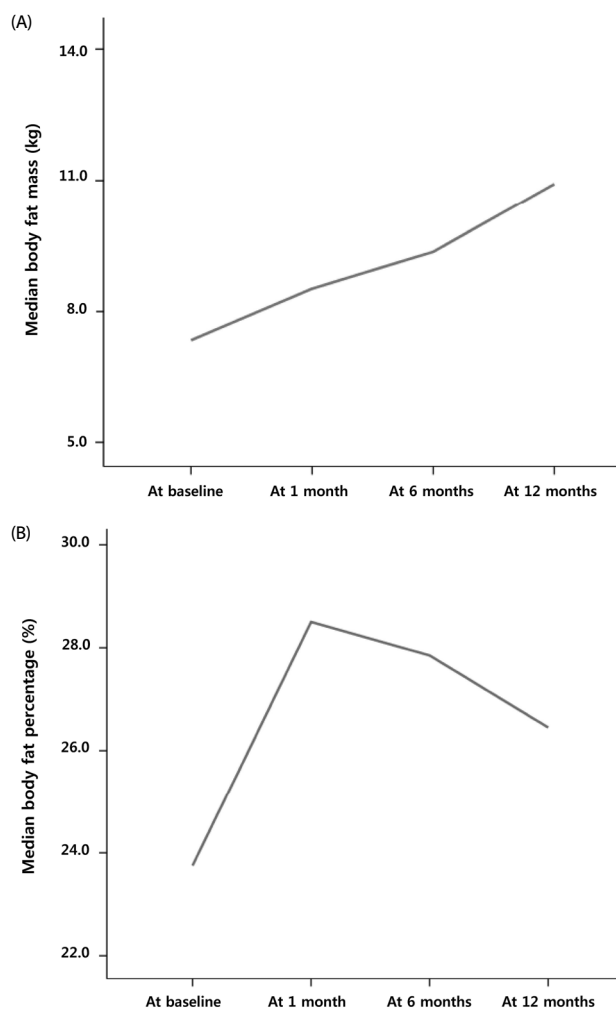 (A)
Median body fat mass (kg)
14.0
11.0
8.0
5.0
At baseline At 1 month At 6 months At 12 months
(B)
Median body fat percentage (%)
30.0
28.0
26.0
24.0
22.0
At baseline At 1 month At 6 months At 12 months